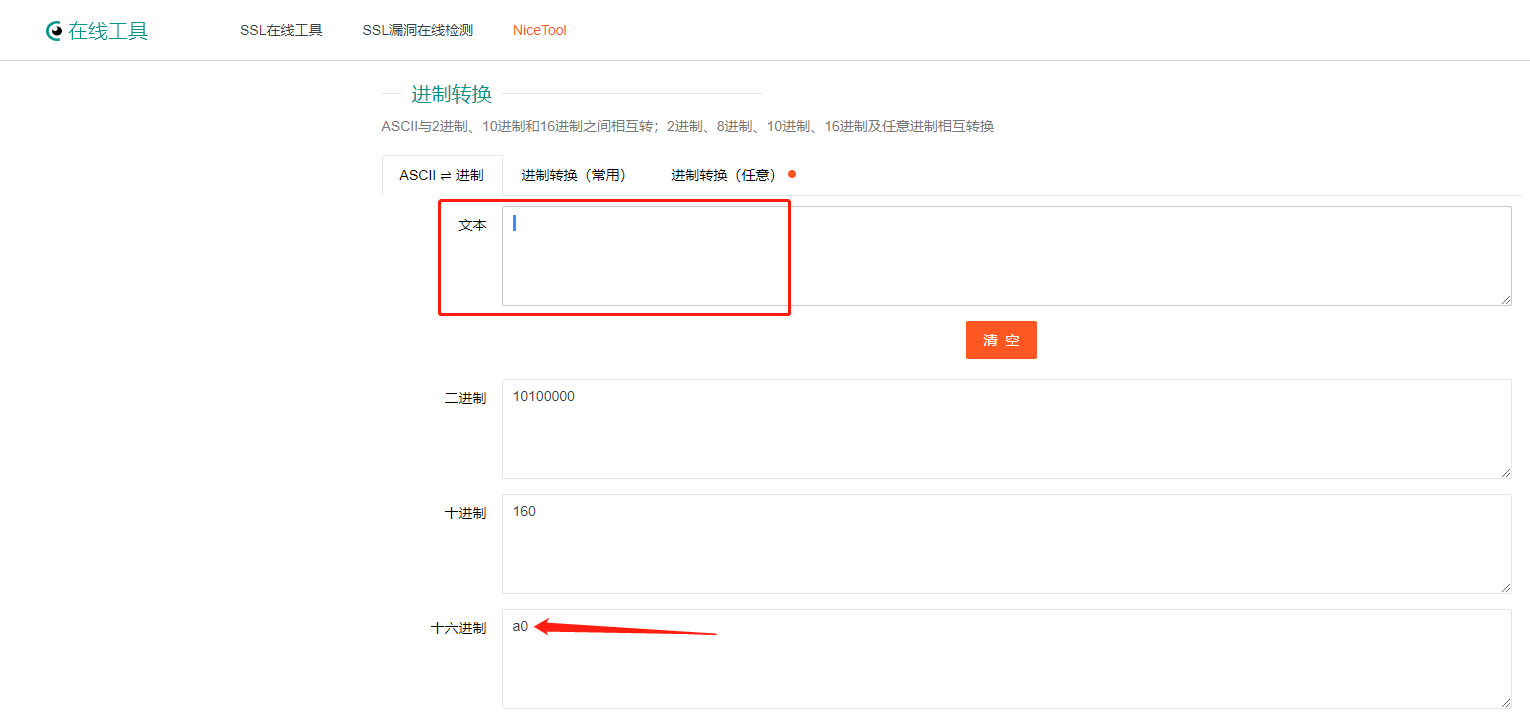 在线工具 SSL在线工具 SSL漏洞在线检测 NiceTool
进制转换
ASCII与2进制、10进制和16进制之间相互转；2进制、8进制、10进制、16进制及任意进制相互转换
ASCII ⇌ 进制 进制转换（常用） 进制转换（任意）
文本
清 空
二进制 10100000
十进制 160
十六进制 a0